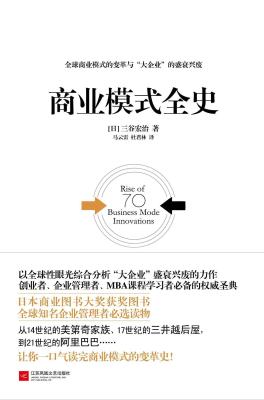 全球商业模式的变革与“大企业”的盛衰兴废
商业模式全史
[日] 三谷宏治 著
马云雷 杜君林 译
Rise of
70
Business Mode
Innovations
以全球性眼光综合分析“大企业”盛衰兴废的力作
创业者、企业管理者、MBA课程学习者必备的权威圣典
日本商业图书大奖获奖图书
全球知名企业管理者必选读物
从14世纪的美第奇家族、17世纪的三井越后屋，
到21世纪的阿里巴巴……
让你一口气读完商业模式的变革史！
江苏凤凰文艺出版社